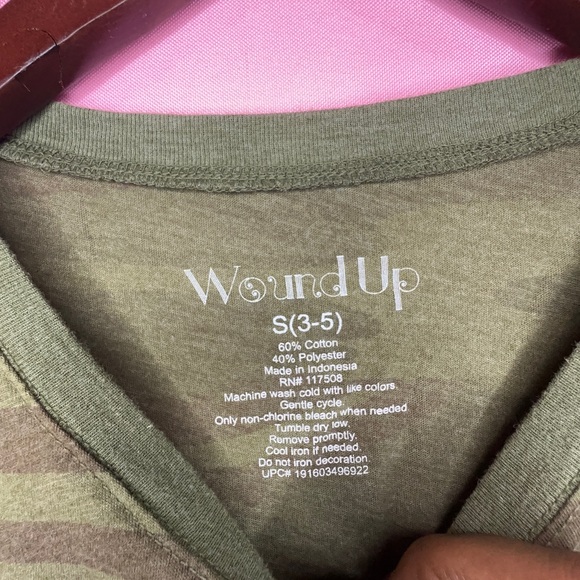 Wound Up
S(3-5)
60% Cotton
40% Polyester
Made in Indonesia
RN# 117508
Machine wash cold with like colors.
Gentle cycle.
Only non-chlorine bleach when needed.
Tumble dry low.
Remove promptly.
Cool iron if needed.
Do not iron decoration.
UPC# 191603496922